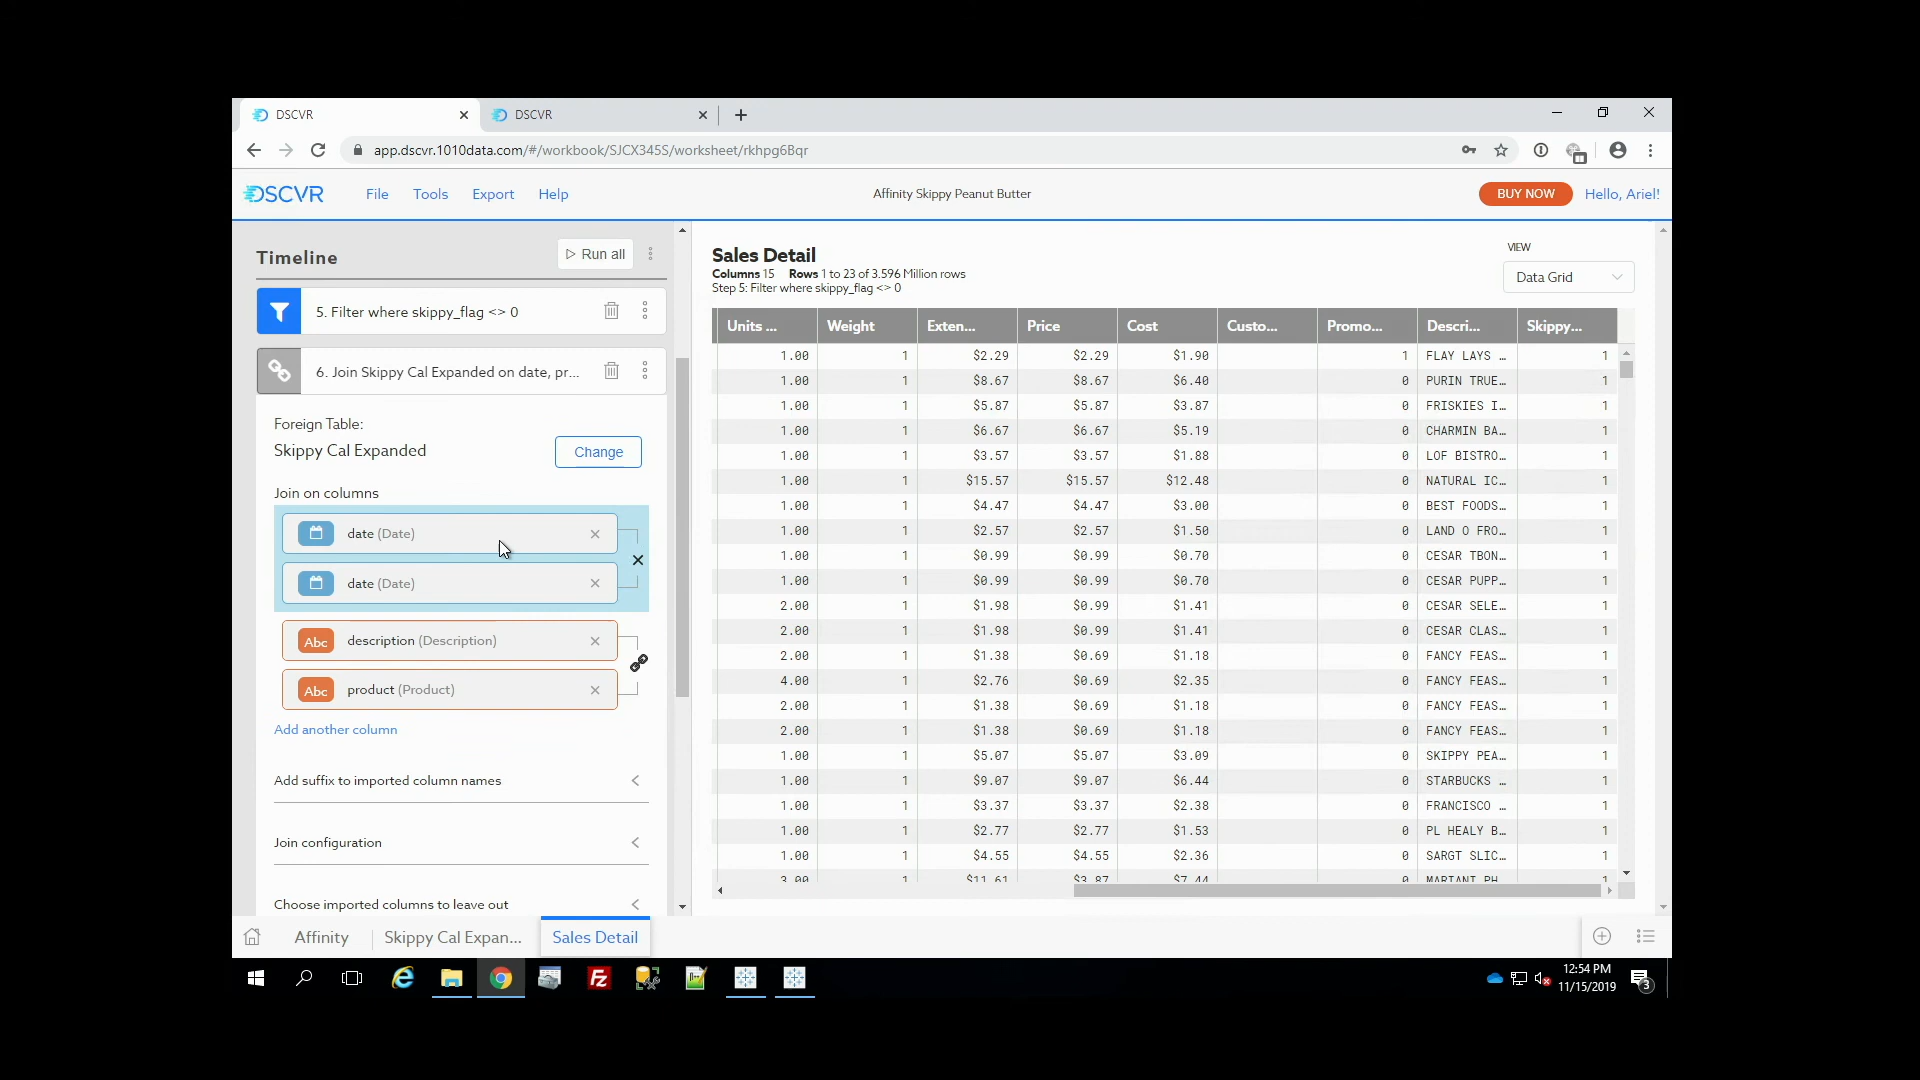 DSCVR
DSCVR
app.dscvr.1010data.com/#/workbook/SJCX345S/worksheet/rkhpg6Bqr
DSCVR File Tools Export Help Affinity Skippy Peanut Butter BUY NOW Hello, Ariel!
Timeline Run all
5. Filter where skippy_flag <> 0
6. Join Skippy Cal Expanded on date, pr...
Foreign Table:
Skippy Cal Expanded Change
Join on columns
date (Date)
date (Date)
Abc description (Description)
Abc product (Product)
Add another column
Add suffix to imported column names
Join configuration
Choose imported columns to leave out
Sales Detail
Columns 15 Rows 1 to 23 of 3.596 Million rows
Step 5: Filter where skippy_flag <> 0
VIEW
Data Grid
Units ... Weight Exten... Price Cost Custo... Promo... Descri... Skippy...
1.00 1 $2.29 $2.29 $1.90 1 FLAY LAYS … 1
1.00 1 $8.67 $8.67 $6.40 0 PURIN TRUE… 1
1.00 1 $5.87 $5.87 $3.87 0 FRISKIES I… 1
1.00 1 $6.67 $6.67 $5.19 0 CHARMIN BA… 1
1.00 1 $3.57 $3.57 $1.88 0 LOF BISTRO… 1
1.00 1 $15.57 $15.57 $12.48 0 NATURAL IC… 1
1.00 1 $4.47 $4.47 $3.00 0 BEST FOODS… 1
1.00 1 $2.57 $2.57 $1.50 0 LAND O FRO… 1
1.00 1 $0.99 $0.99 $0.70 0 CESAR TBON… 1
1.00 1 $0.99 $0.99 $0.70 0 CESAR PUPP… 1
2.00 1 $1.98 $0.99 $1.41 0 CESAR SELE… 1
2.00 1 $1.98 $0.99 $1.41 0 CESAR CLAS… 1
2.00 1 $1.38 $0.69 $1.18 0 FANCY FEAS… 1
4.00 1 $2.76 $0.69 $2.35 0 FANCY FEAS… 1
2.00 1 $1.38 $0.69 $1.18 0 FANCY FEAS… 1
2.00 1 $1.38 $0.69 $1.18 0 FANCY FEAS… 1
1.00 1 $5.07 $5.07 $3.09 0 SKIPPY PEA… 1
1.00 1 $9.07 $9.07 $6.44 0 STARBUCKS … 1
1.00 1 $3.37 $3.37 $2.38 0 FRANCISCO … 1
1.00 1 $2.77 $2.77 $1.53 0 PL HEALY B… 1
1.00 1 $4.55 $4.55 $2.36 0 SARGT SLIC… 1
3.00 1 $11.61 $3.87 $7.44 0 MARIANI PH… 1
Affinity Skippy Cal Expan... Sales Detail
12:54 PM
11/15/2019
3